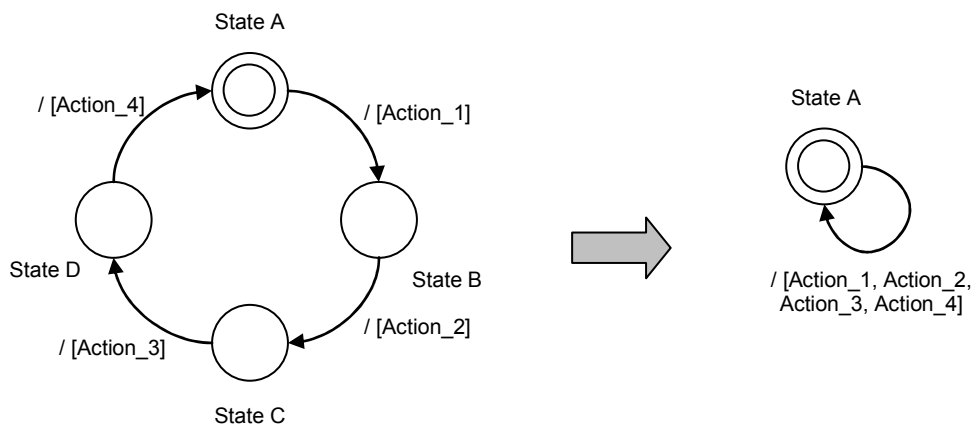 State A
/ [Action_4]
/ [Action_1]
State D
State B
/ [Action_3]
/ [Action_2]
State C
State A
/ [Action_1, Action_2,
Action_3, Action_4]